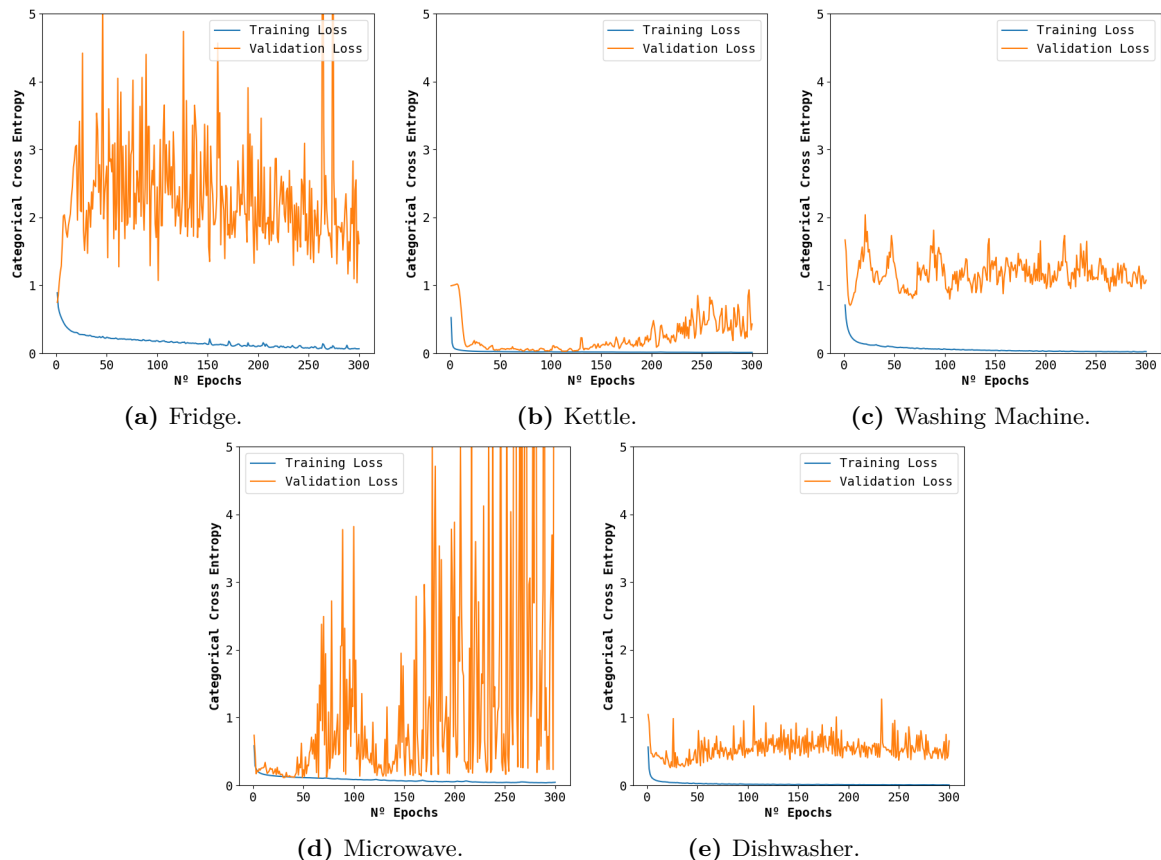 5
4
3
2
1
0
Categorical Cross Entropy
Training Loss
Validation Loss
0 50 100 150 200 250 300
Nº Epochs
(a) Fridge.
5
4
3
2
1
0
Categorical Cross Entropy
Training Loss
Validation Loss
0 50 100 150 200 250 300
Nº Epochs
(b) Kettle.
5
4
3
2
1
0
Categorical Cross Entropy
Training Loss
Validation Loss
0 50 100 150 200 250 300
Nº Epochs
(c) Washing Machine.
5
4
3
2
1
0
Categorical Cross Entropy
Training Loss
Validation Loss
0 50 100 150 200 250 300
Nº Epochs
(d) Microwave.
5
4
3
2
1
0
Categorical Cross Entropy
Training Loss
Validation Loss
0 50 100 150 200 250 300
Nº Epochs
(e) Dishwasher.